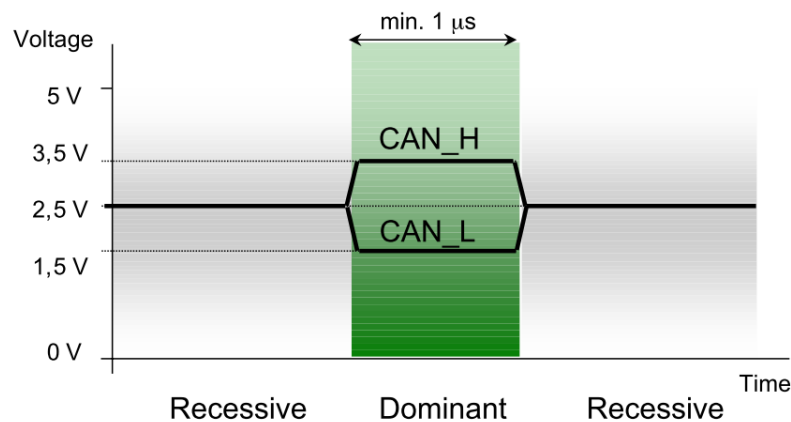 min. 1 µs
Voltage
5 V
CAN_H
3,5 V
2,5 V
CAN_L
1,5 V
0 V
Time
Recessive Dominant Recessive